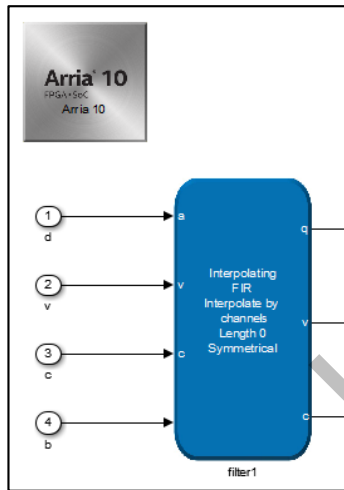 Arria 10
FPGA+SoC
Arria 10
1
d
a
q
2
v
v
Interpolating
FIR
Interpolate by
channels
Length 0
Symmetrical
v
3
c
c
c
4
b
filter1